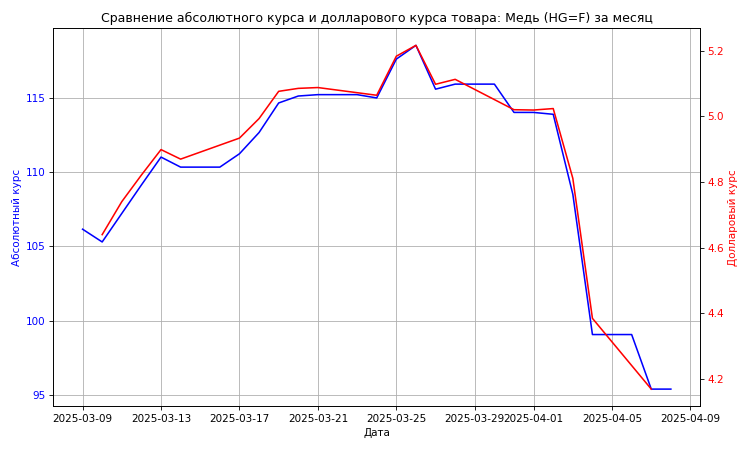 Сравнение абсолютного курса и долларового курса товара: Медь (HG=F) за месяц
Абсолютный курс
115
110
105
100
95
5.2
5.0
4.8
4.6
4.4
4.2
Долларовый курс
2025-03-09 2025-03-13 2025-03-17 2025-03-21 2025-03-25 2025-03-29 2025-04-01 2025-04-05 2025-04-09
Дата